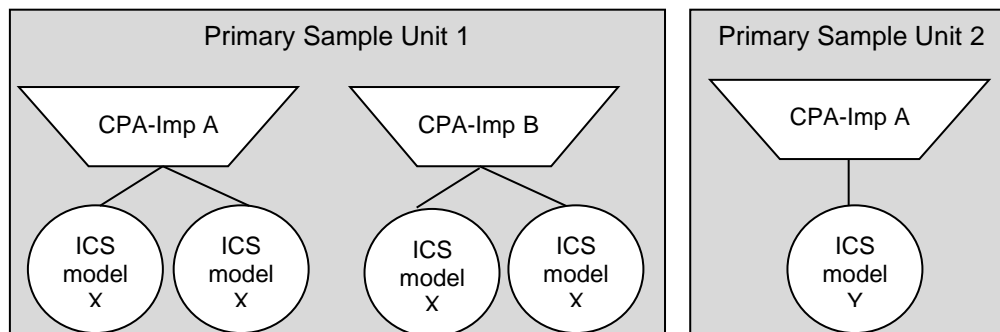 Primary Sample Unit 1
CPA-Imp A
CPA-Imp B
ICS
model
X
ICS
model
X
ICS
model
X
ICS
model
X
Primary Sample Unit 2
CPA-Imp A
ICS
model
Y